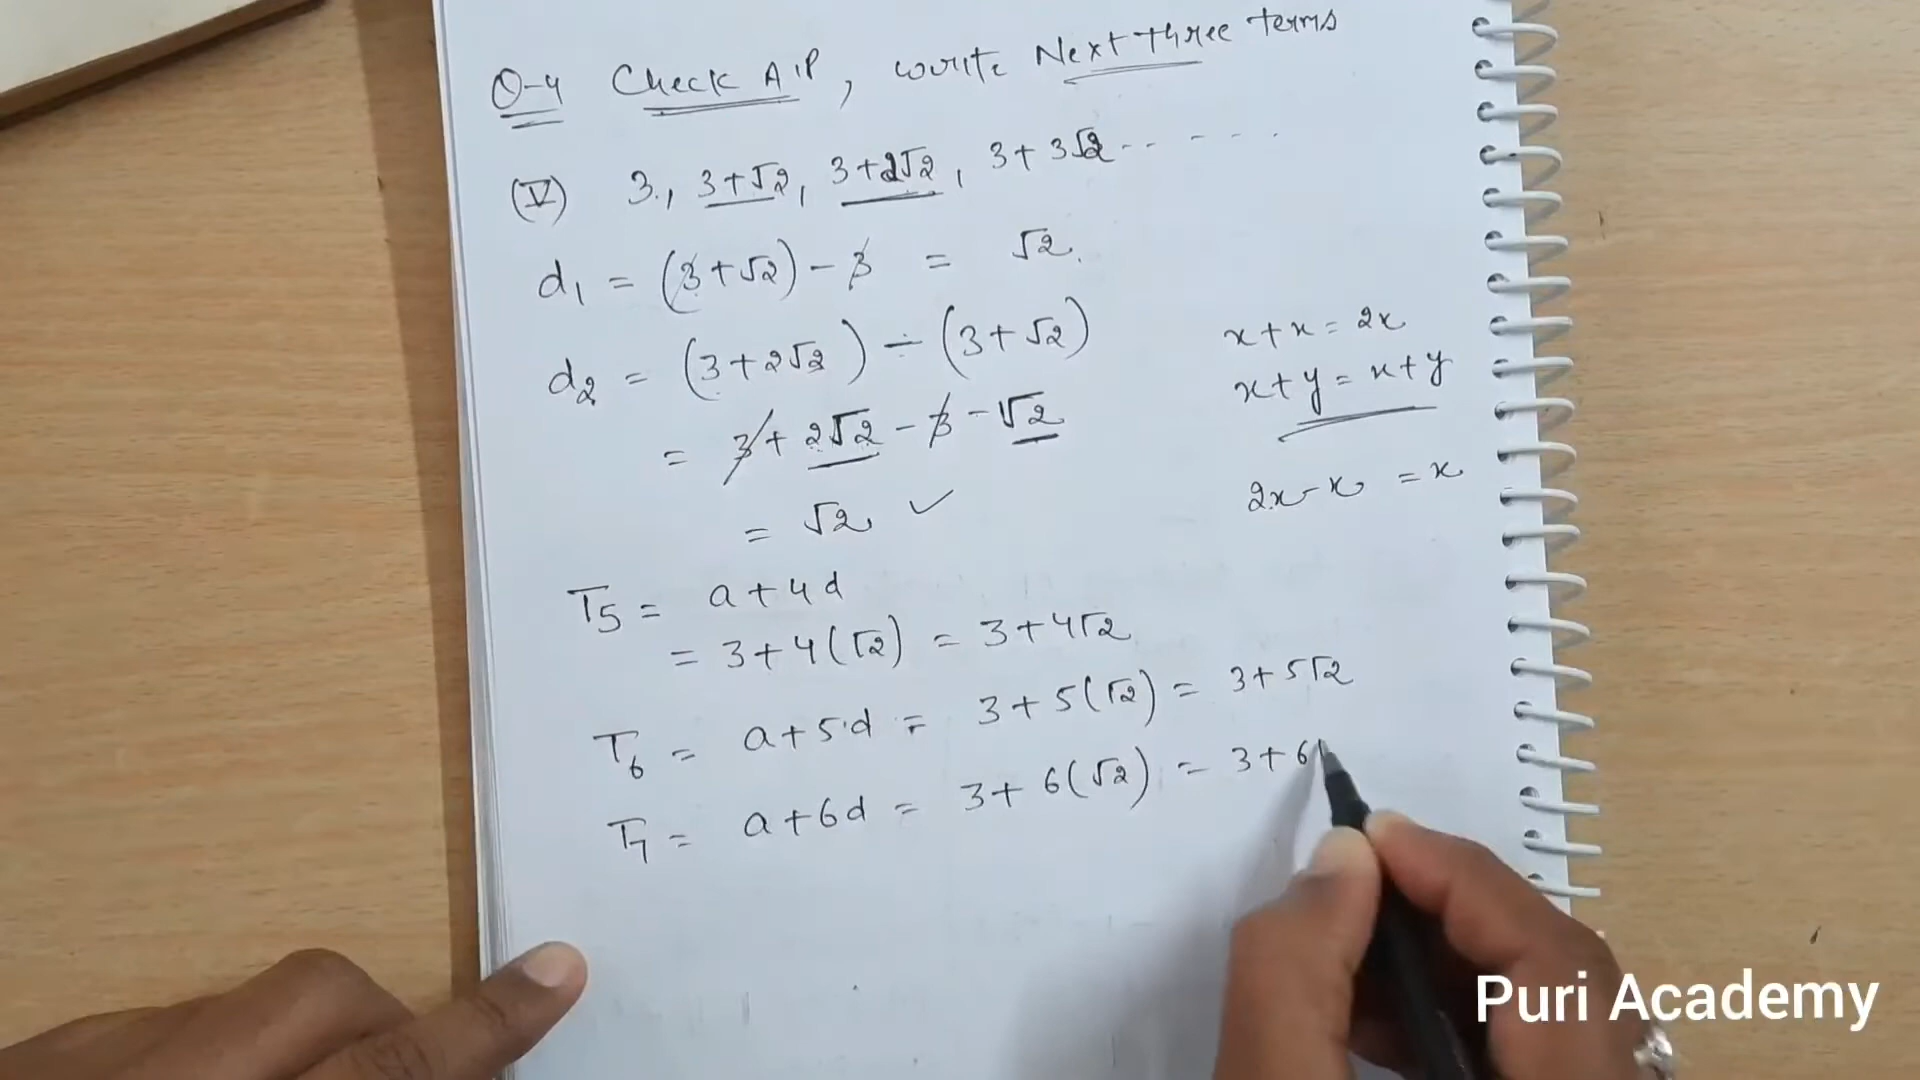 Q-4 Check A.P, write Next three terms
(V) 3, 3+√2, 3+2√2, 3+3√2 - - - - -
d₁ = (3+√2) - 3 = √2.
d₂ = (3+2√2) - (3+√2)
= 3+2√2 - 3 - √2
= √2 ✓
x+x = 2x
x+y = x+y
2x-x = x
T₅ = a+4d
= 3+4(√2) = 3+4√2
T₆ = a+5d = 3+5(√2) = 3+5√2
T₇ = a+6d = 3+6(√2) = 3+6
Puri Academy